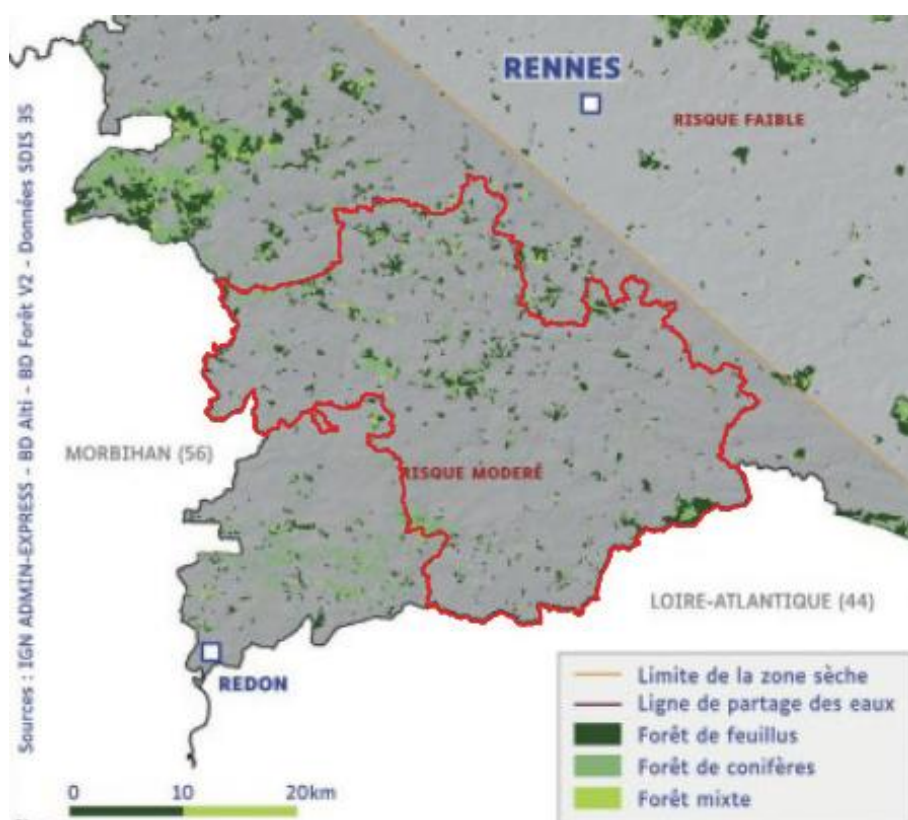 RENNES
RISQUE FAIBLE
Sources : IGN ADMIN-EXPRESS - BD Alti - BD Forêt V2 - Données SDIS 35
MORBIHAN (56)
RISQUE MODERÉ
LOIRE-ATLANTIQUE (44)
REDON
Limite de la zone sèche
Ligne de partage des eaux
Forêt de feuillus
Forêt de conifères
Forêt mixte
0 10 20km